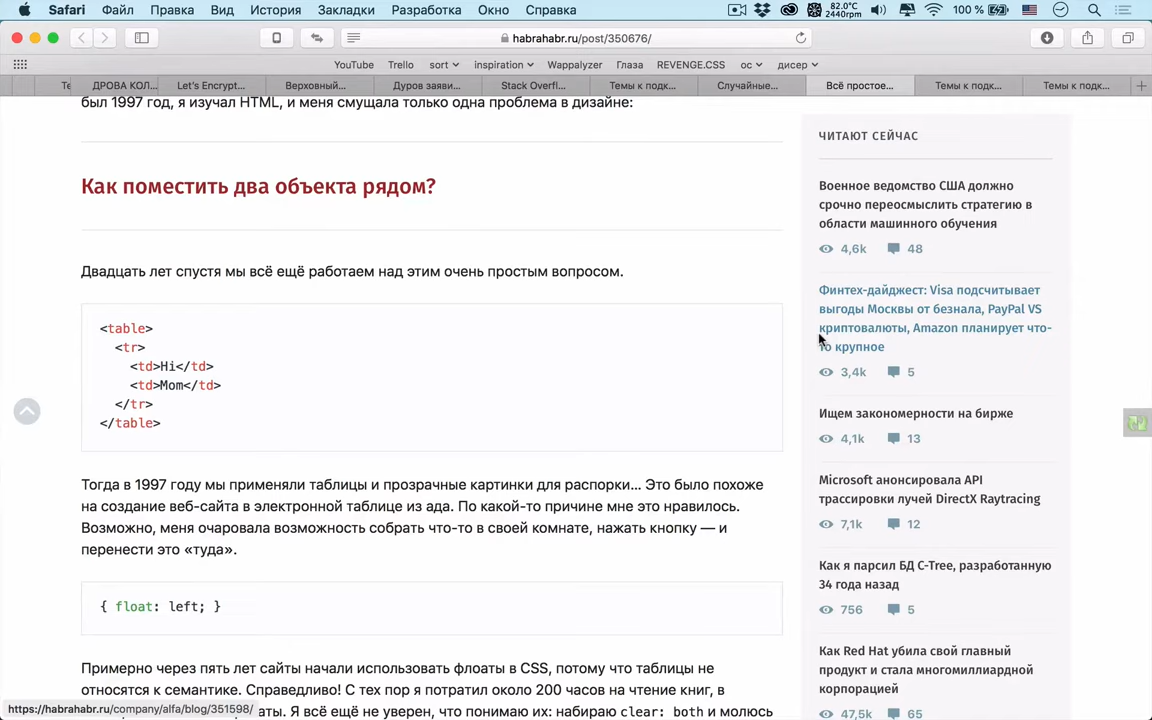 Safari Файл Правка Вид История Закладки Разработка Окно Справка 82.0°C 2440rpm 100 %
habrahabr.ru/post/350676/
YouTube Trello sort inspiration Wappalyzer Глаза REVENGE.CSS ос дисер
Те ДРОВА КОЛ... Let's Encrypt... Верховный... Дуров заяви... Stack Overfl... Темы к подк... Случайные... Всё простое... Темы к подк... Темы к подк...
был 1997 год, я изучал HTML, и меня смущала только одна проблема в дизайне:
Как поместить два объекта рядом?
Двадцать лет спустя мы всё ещё работаем над этим очень простым вопросом.
<table>
<tr>
<td>Hi</td>
<td>Mom</td>
</tr>
</table>
Тогда в 1997 году мы применяли таблицы и прозрачные картинки для распорки... Это было похоже
на создание веб-сайта в электронной таблице из ада. По какой-то причине мне это нравилось.
Возможно, меня очаровала возможность собрать что-то в своей комнате, нажать кнопку — и
перенести это «туда».
{ float: left; }
Примерно через пять лет сайты начали использовать флоаты в CSS, потому что таблицы не
относятся к семантике. Справедливо! С тех пор я потратил около 200 часов на чтение книг, в
аты. Я всё ещё не уверен, что понимаю их: набираю clear: both и молюсь
https://habrahabr.ru/company/alfa/blog/351598/
ЧИТАЮТ СЕЙЧАС
Военное ведомство США должно
срочно переосмыслить стратегию в
области машинного обучения
4,6k 48
Финтех-дайджест: Visa подсчитывает
выгоды Москвы от безнала, PayPal VS
криптовалюты, Amazon планирует что-
то крупное
3,4k 5
Ищем закономерности на бирже
4,1k 13
Microsoft анонсировала API
трассировки лучей DirectX Raytracing
7,1k 12
Как я парсил БД C-Tree, разработанную
34 года назад
756 5
Как Red Hat убила свой главный
продукт и стала многомиллиардной
корпорацией
47,5k 65